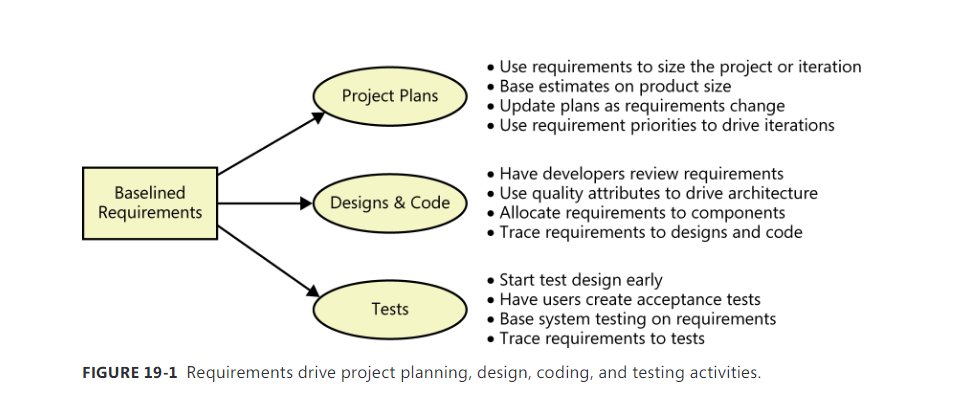 Baselined
Requirements
Project Plans
• Use requirements to size the project or iteration
• Base estimates on product size
• Update plans as requirements change
• Use requirement priorities to drive iterations
Designs & Code
• Have developers review requirements
• Use quality attributes to drive architecture
• Allocate requirements to components
• Trace requirements to designs and code
Tests
• Start test design early
• Have users create acceptance tests
• Base system testing on requirements
• Trace requirements to tests
FIGURE 19-1 Requirements drive project planning, design, coding, and testing activities.